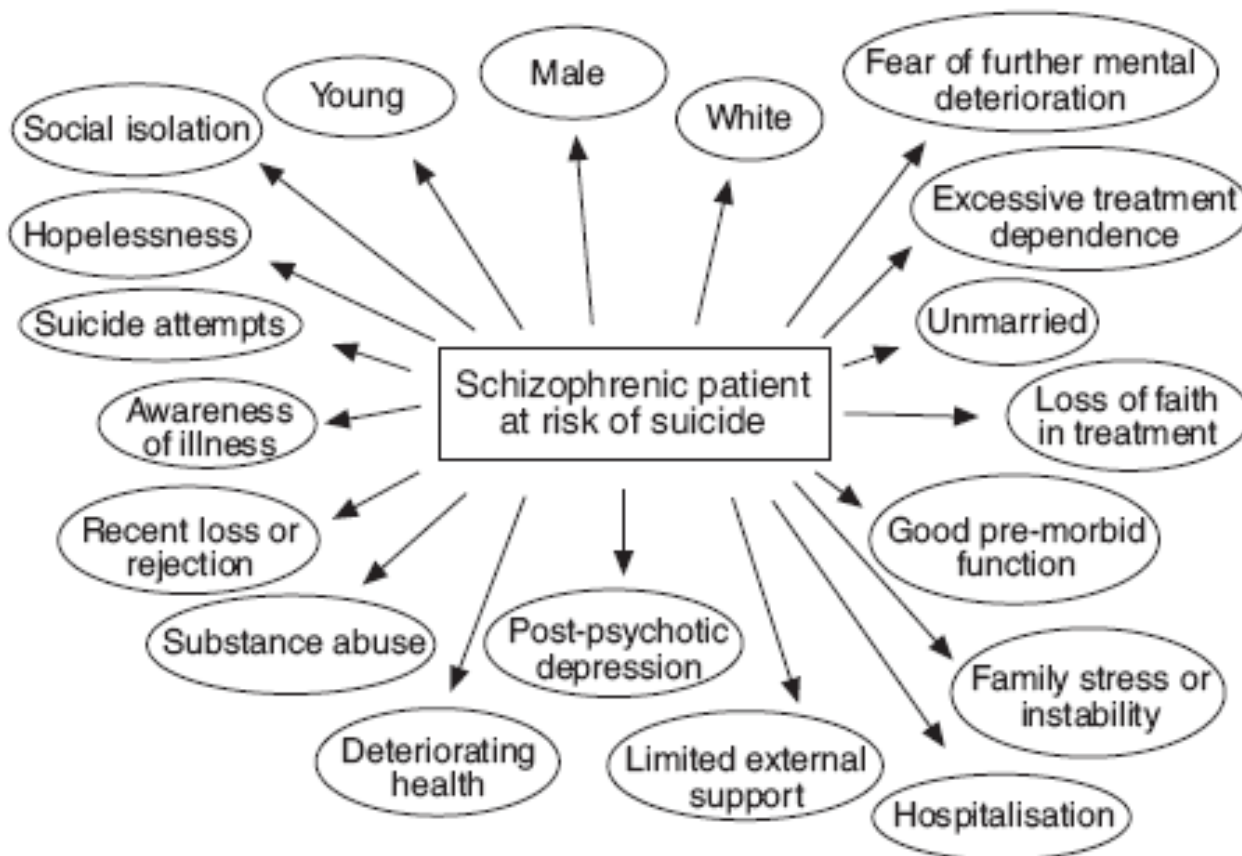 Male
Fear of further mental
deterioration
Young
White
Social isolation
Excessive treatment
dependence
Hopelessness
Suicide attempts
Unmarried
Schizophrenic patient
at risk of suicide
Awareness
of illness
Loss of faith
in treatment
Recent loss or
rejection
Good pre-morbid
function
Substance abuse
Post-psychotic
depression
Family stress or
instability
Deteriorating
health
Limited external
support
Hospitalisation